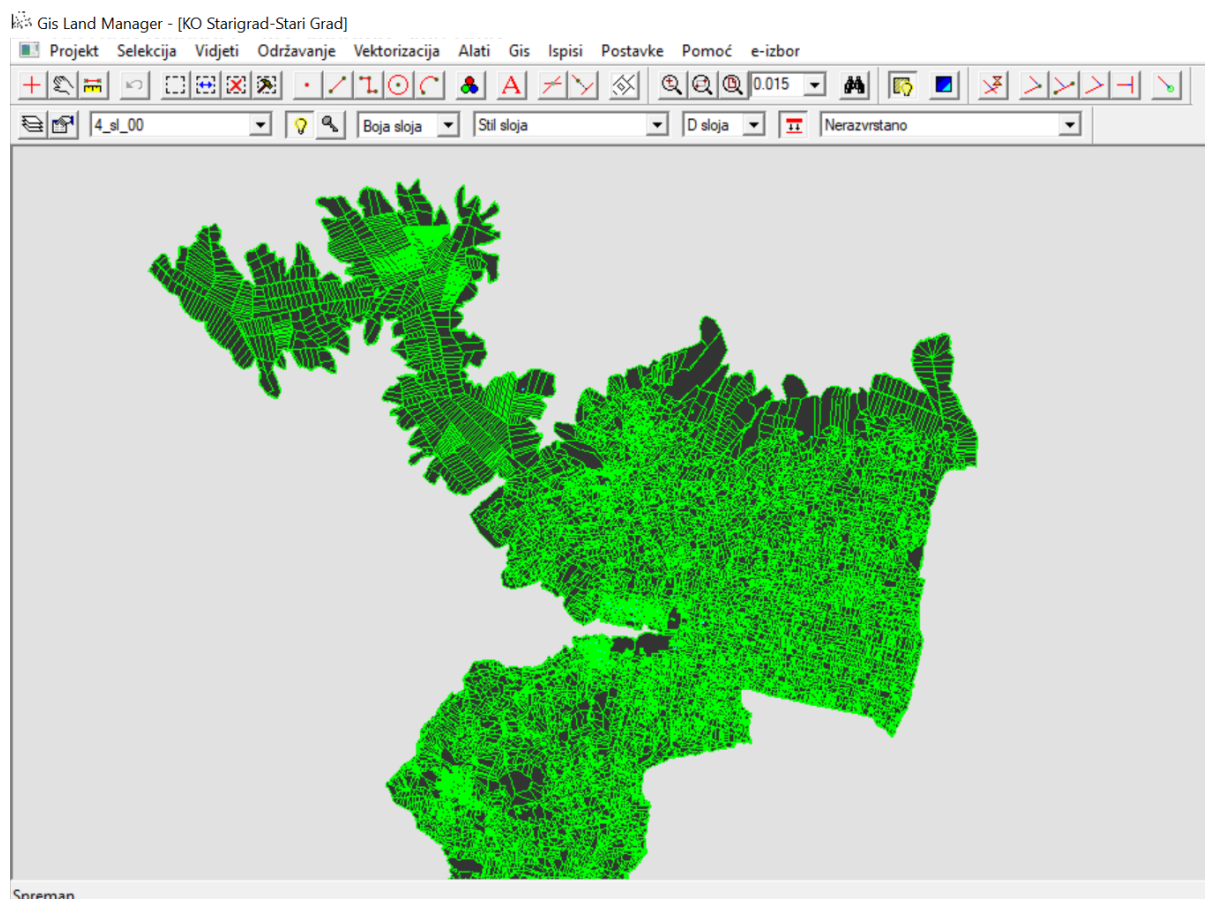 Gis Land Manager - [KO Starigrad-Stari Grad]
Projekt Selekcija Vidjeti Održavanje Vektorizacija Alati Gis Ispisi Postavke Pomoć e-izbor
A 0.015
4_sl_00 Boja sloja Stil sloja D sloja Nerazvrstano
Spreman